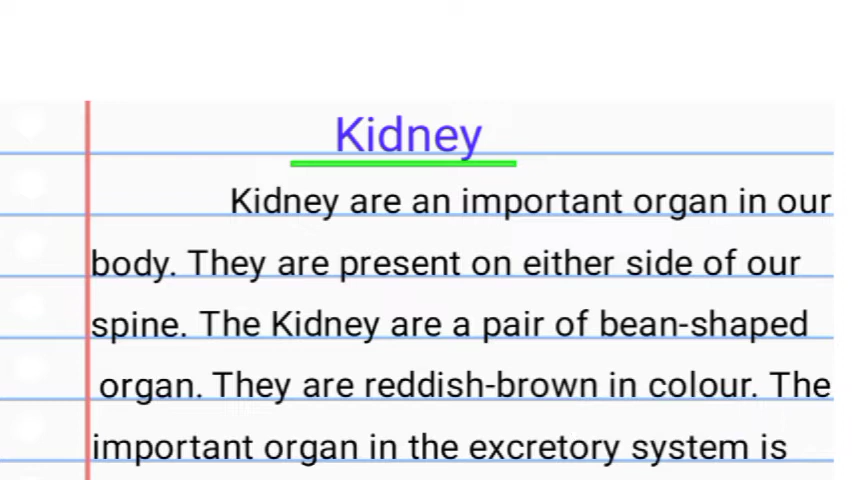 Kidney
Kidney are an important organ in our
body. They are present on either side of our
spine. The Kidney are a pair of bean-shaped
organ. They are reddish-brown in colour. The
important organ in the excretory system is